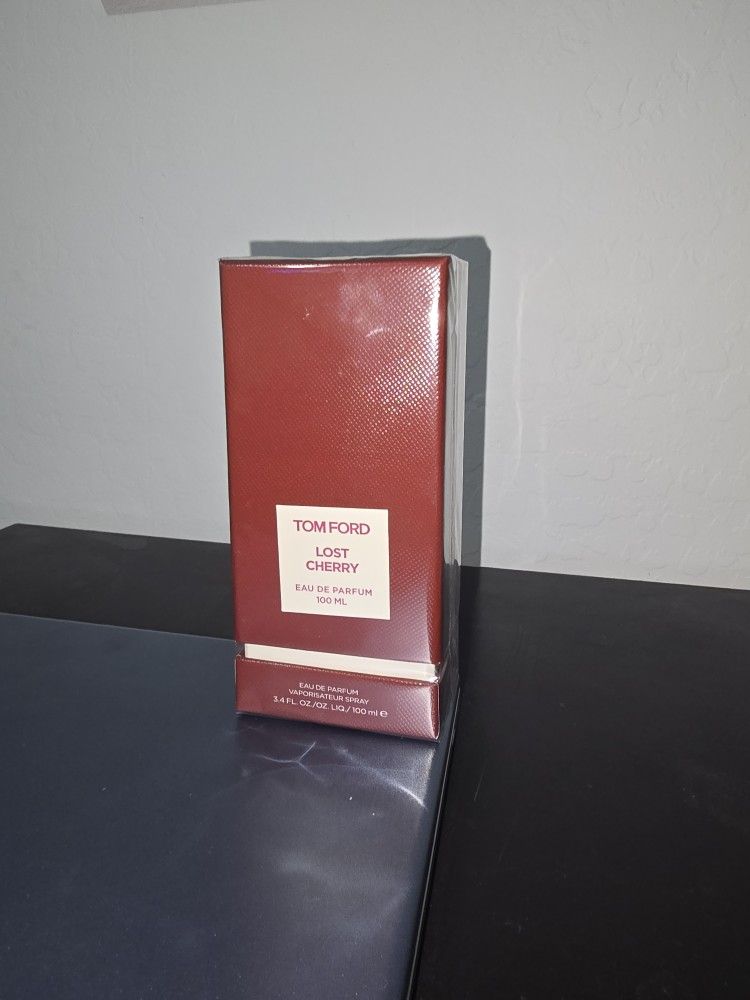 TOM FORD
LOST
CHERRY
EAU DE PARFUM
100 ML
EAU DE PARFUM
VAPORISATEUR SPRAY
3.4 FL. OZ./OZ. LIQ./ 100 ml ℮